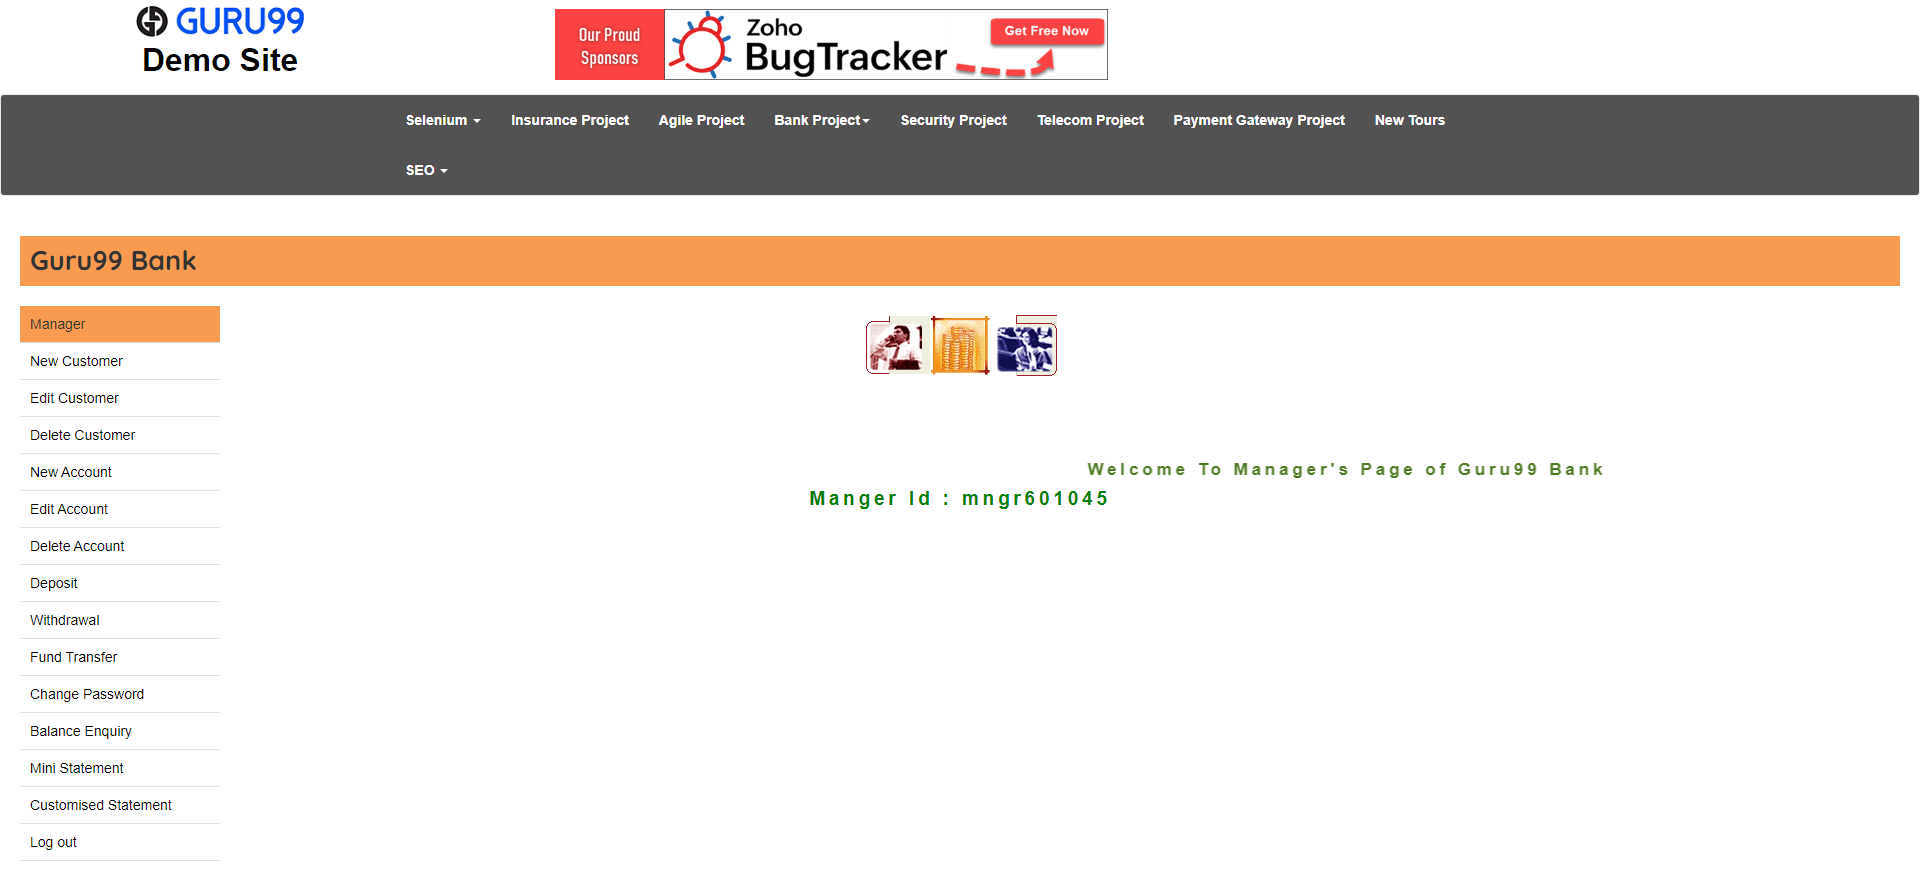 GURU99
Demo Site
Our Proud
Sponsors
Zoho
BugTracker
Get Free Now
Selenium
Insurance Project
Agile Project
Bank Project
Security Project
Telecom Project
Payment Gateway Project
New Tours
SEO
Guru99 Bank
Manager
New Customer
Edit Customer
Delete Customer
New Account
Edit Account
Delete Account
Deposit
Withdrawal
Fund Transfer
Change Password
Balance Enquiry
Mini Statement
Customised Statement
Log out
Welcome To Manager's Page of Guru99 Bank
Manger Id : mngr601045